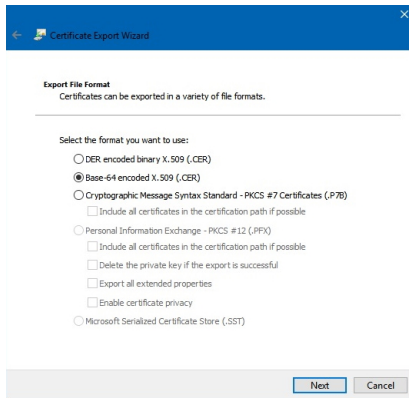 Certificate Export Wizard
Export File Format
Certificates can be exported in a variety of file formats.
Select the format you want to use:
DER encoded binary X.509 (.CER)
Base-64 encoded X.509 (.CER)
Cryptographic Message Syntax Standard - PKCS #7 Certificates (.P7B)
Include all certificates in the certification path if possible
Personal Information Exchange - PKCS #12 (.PFX)
Include all certificates in the certification path if possible
Delete the private key if the export is successful
Export all extended properties
Enable certificate privacy
Microsoft Serialized Certificate Store (.SST)
Next Cancel